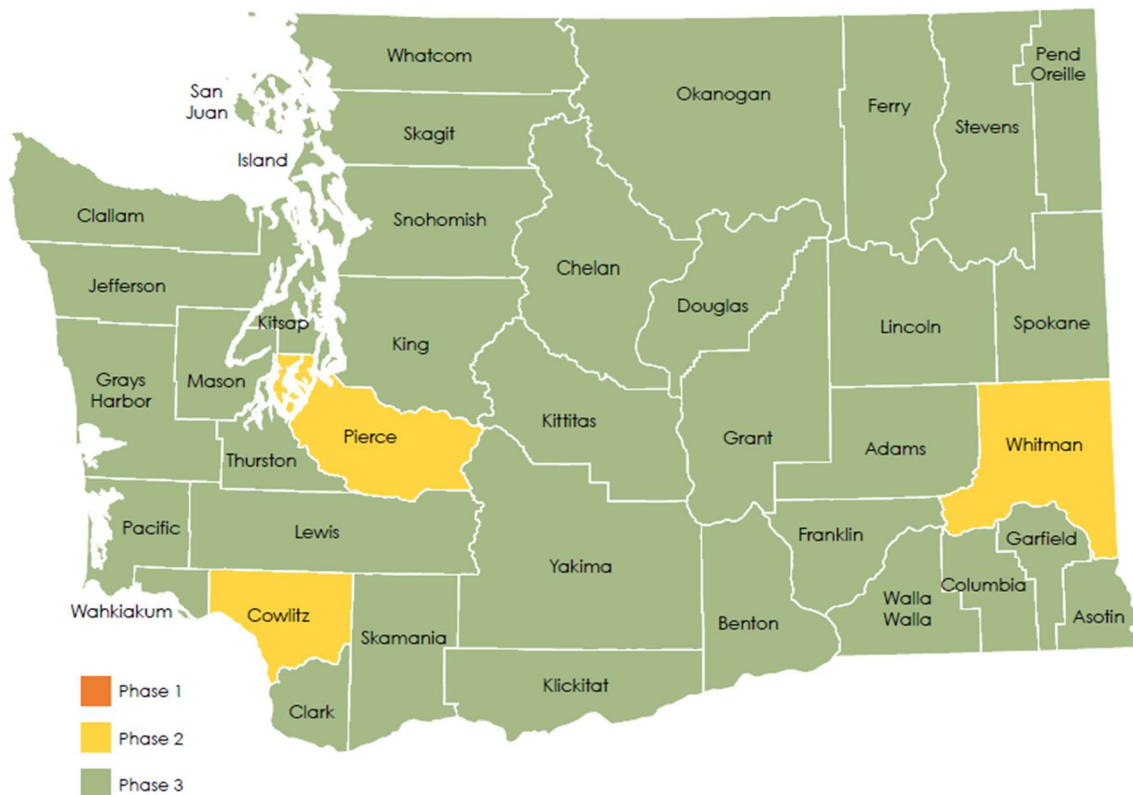 Whatcom
Okanogan
Ferry
Stevens
Pend
Oreille
San
Juan
Skagit
Island
Clallam
Snohomish
Chelan
Jefferson
Douglas
Kitsap
King
Lincoln
Spokane
Grays
Harbor
Mason
Kittitas
Grant
Adams
Whitman
Pierce
Thurston
Pacific
Lewis
Franklin
Garfield
Yakima
Columbia
Wahkiakum
Cowlitz
Skamania
Benton
Walla
Walla
Asotin
Klickitat
Clark
Phase 1
Phase 2
Phase 3